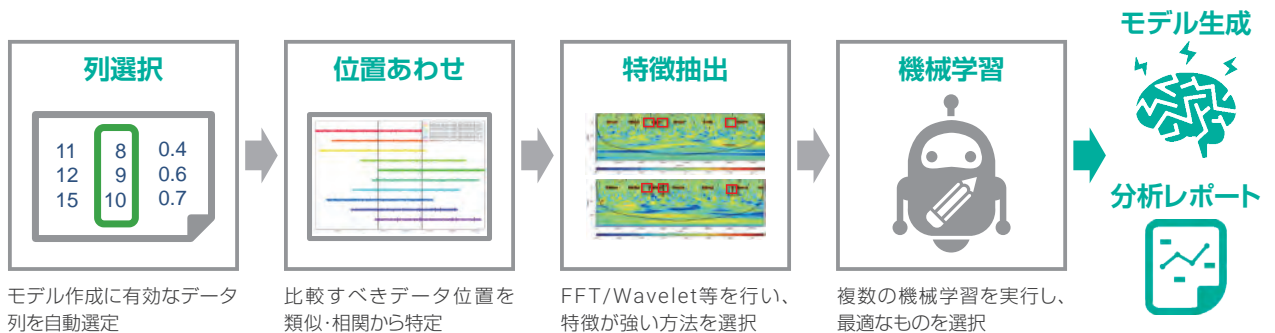 列選択
11 8 0.4
12 9 0.6
15 10 0.7
モデル作成に有効なデータ
列を自動選定
位置あわせ
比較すべきデータ位置を
類似・相関から特定
特徴抽出
FFT/Wavelet等を行い、
特徴が強い方法を選択
機械学習
複数の機械学習を実行し、
最適なものを選択
モデル生成
分析レポート